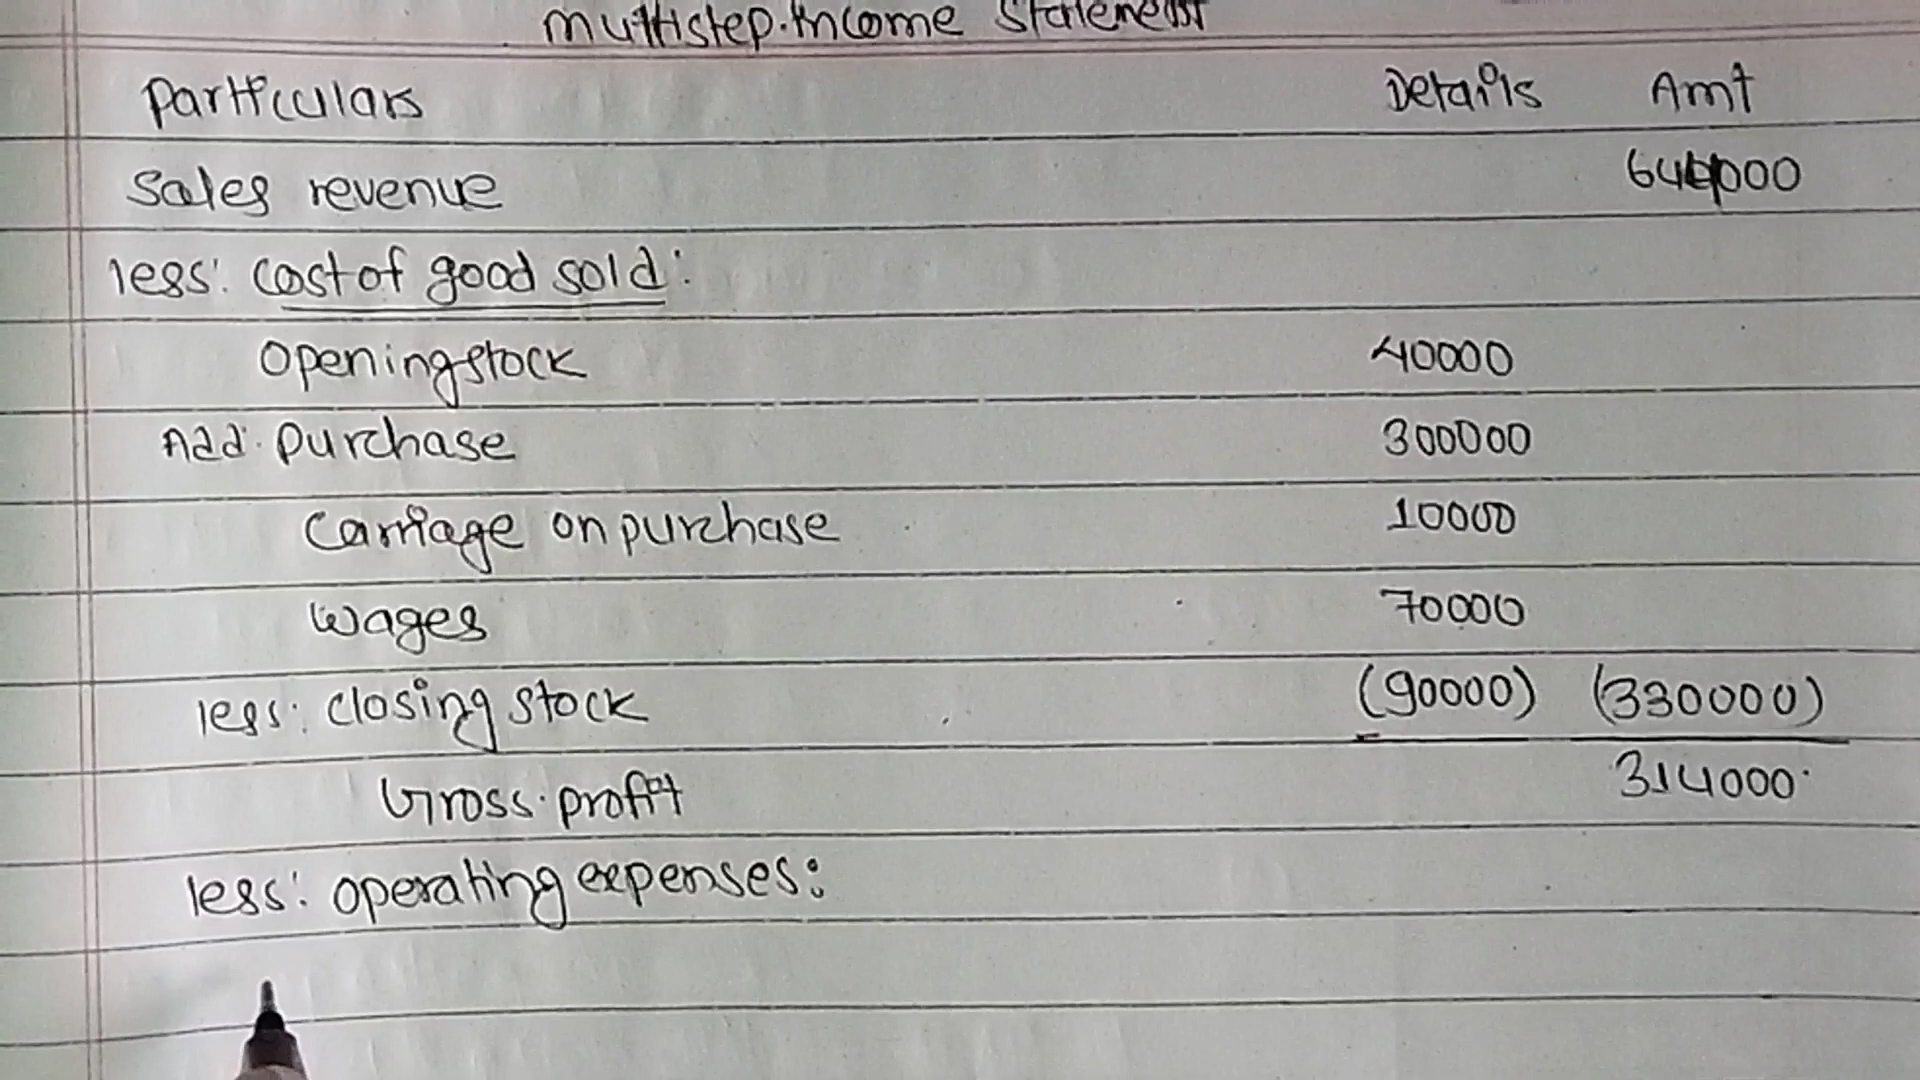 Multistep Income Statement
Particulars Details Amt
Sales revenue 644000
less: Cost of good sold:
Opening stock 40000
Add: Purchase 300000
Carriage on purchase 10000
Wages 70000
less: closing stock (90000) (330000)
Gross profit 314000
less: operating expenses: